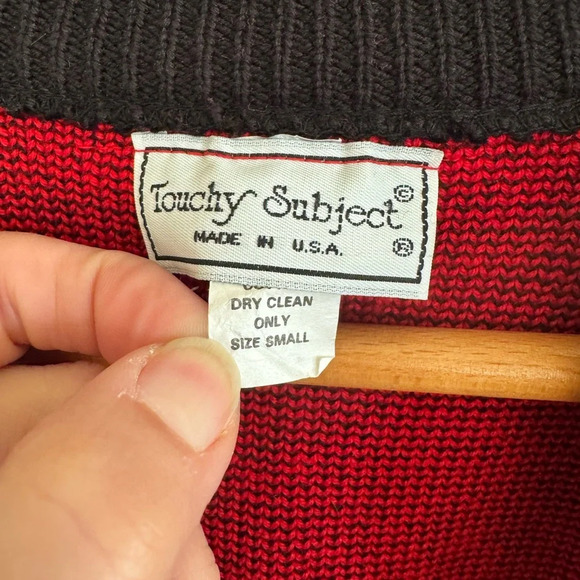 Touchy Subject ©
MADE IN U.S.A. ®
DRY CLEAN
ONLY
SIZE SMALL